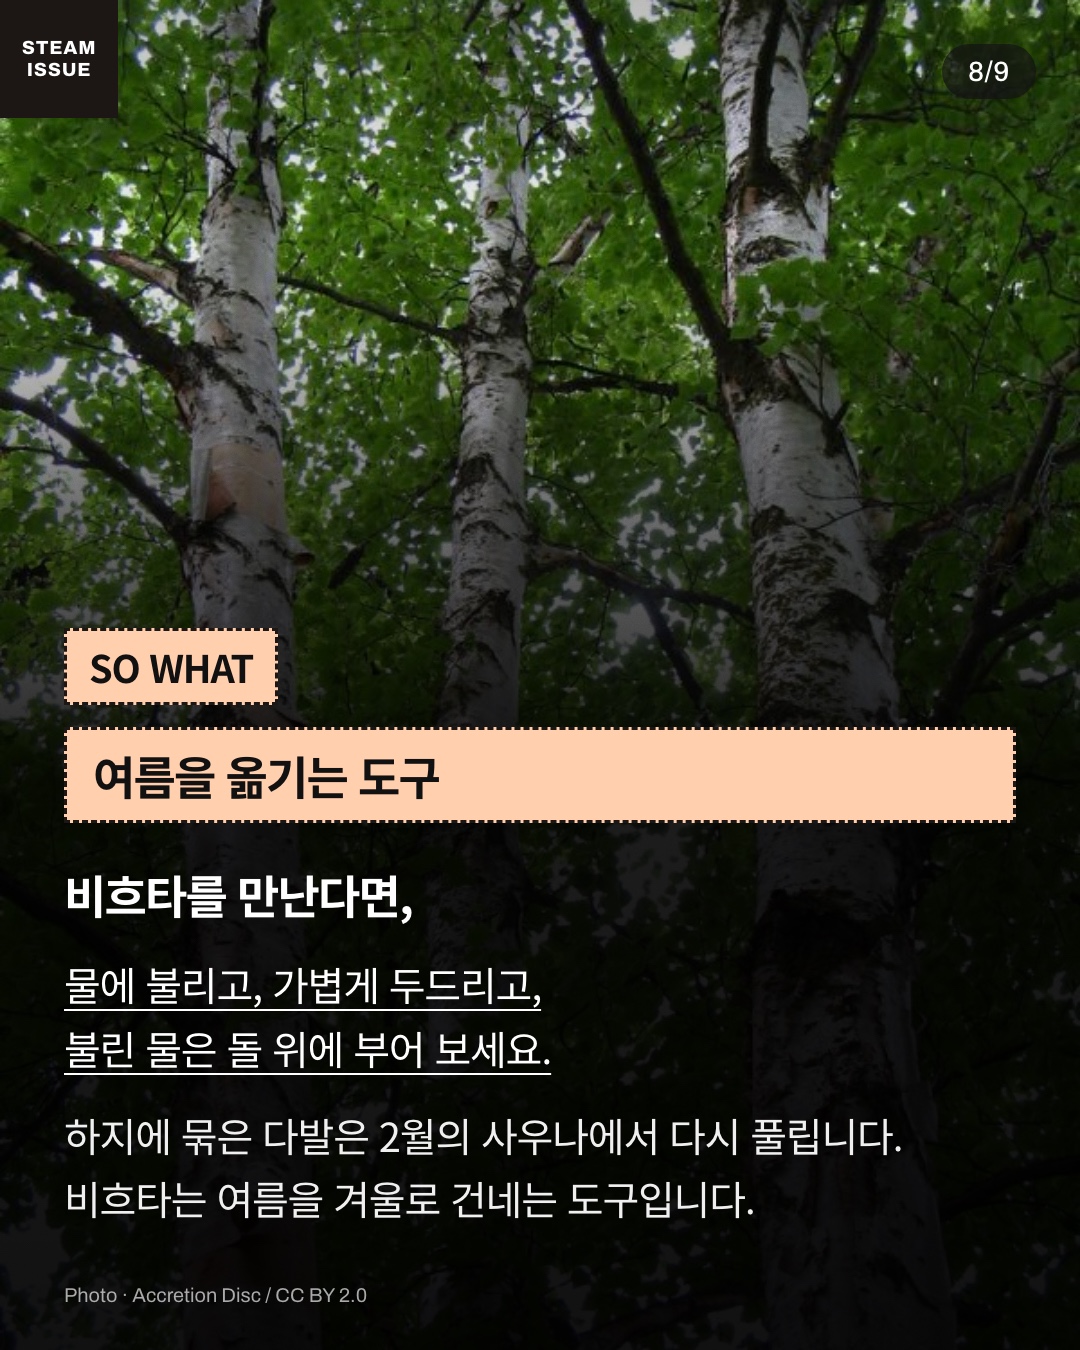 STEAM
ISSUE
8/9
SO WHAT
여름을 옮기는 도구
비흐타를 만난다면,
물에 불리고, 가볍게 두드리고,
불린 물은 돌 위에 부어 보세요.
하지에 묶은 다발은 2월의 사우나에서 다시 풀립니다.
비흐타는 여름을 겨울로 건네는 도구입니다.
Photo · Accretion Disc / CC BY 2.0